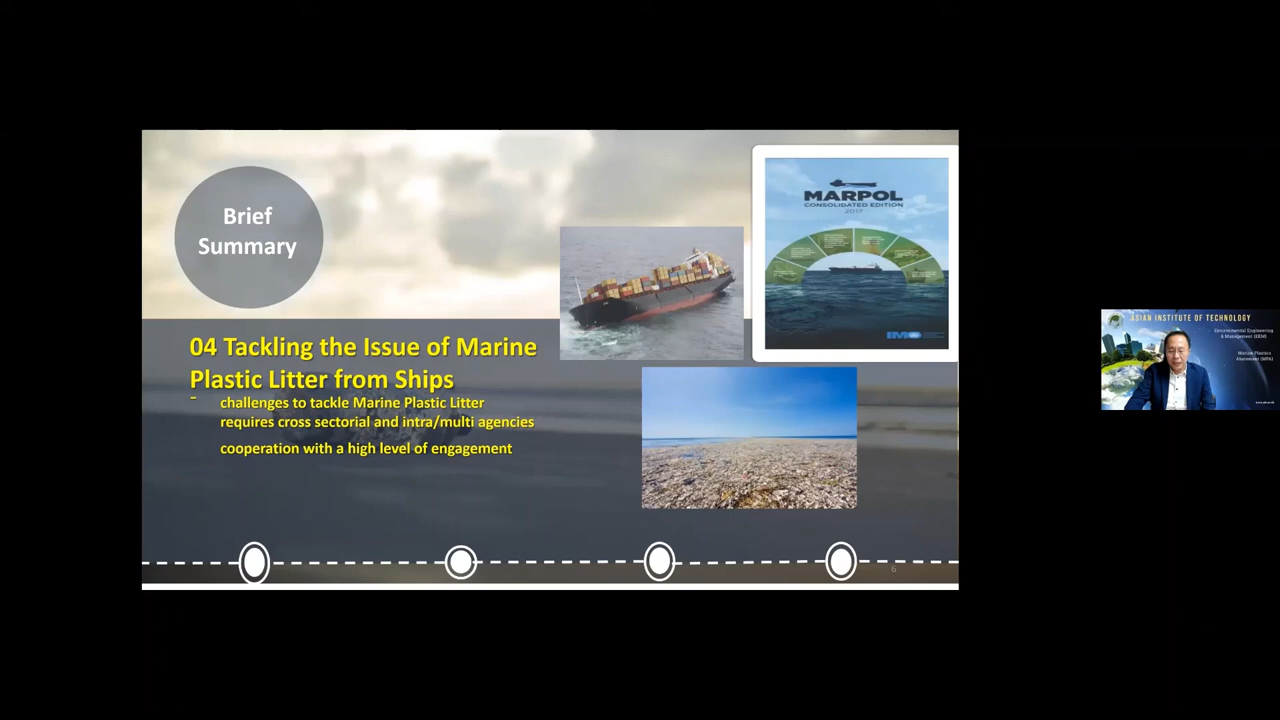 Brief
Summary
MARPOL
CONSOLIDATED EDITION
2017
04 Tackling the Issue of Marine
Plastic Litter from Ships
- challenges to tackle Marine Plastic Litter
requires cross sectorial and intra/multi agencies
cooperation with a high level of engagement
6
ASIAN INSTITUTE OF TECHNOLOGY
Environmental Engineering
& Management (EEM)
Marine Plastics
Abatement (MPA)